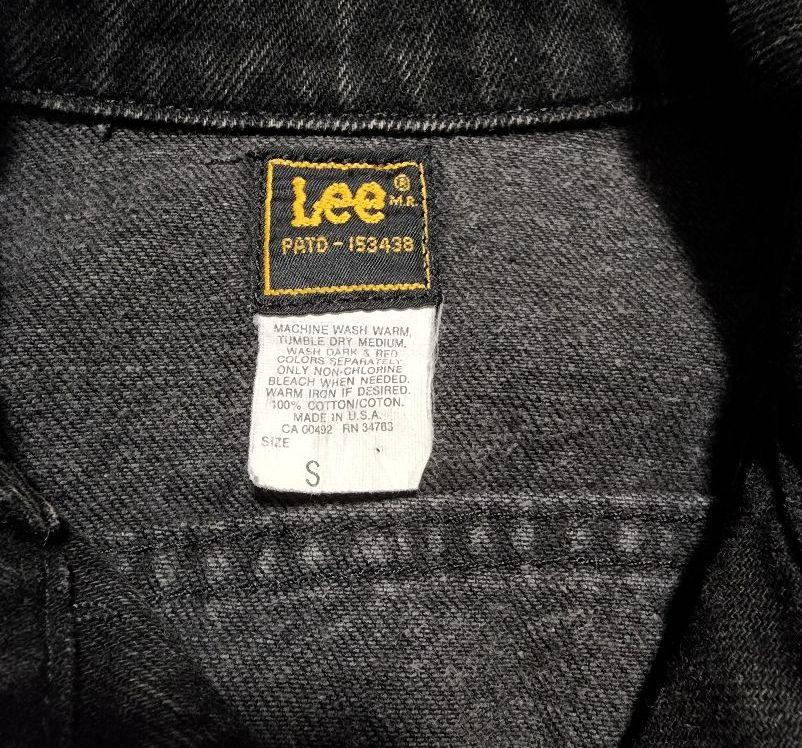 Lee® M.R.
PATD-153438
MACHINE WASH WARM,
TUMBLE DRY MEDIUM,
WASH DARK & RED
COLORS SEPARATELY
ONLY NON-CHLORINE
BLEACH WHEN NEEDED.
WARM IRON IF DESIRED.
100% COTTON/COTON.
MADE IN U.S.A.
CA 00492 RN 34783
SIZE
S